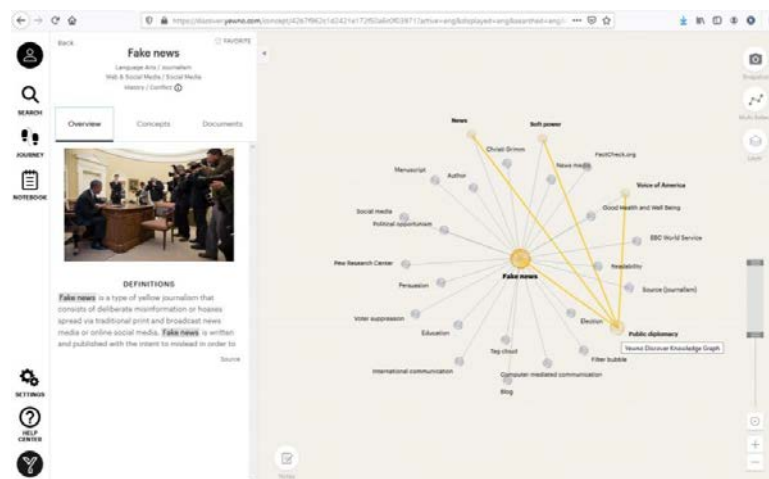 Back
FAVORITE
Fake news
Language Arts / Journalism
Web & Social Media / Social Media
History / Conflict
SEARCH
JOURNEY
NOTEBOOK
SETTINGS
HELP
CENTER
Overview Concepts Documents
DEFINITIONS
Fake news is a type of yellow journalism that
consists of deliberate misinformation or hoaxes
spread via traditional print and broadcast news
media or online social media. Fake news is written
and published with the intent to mislead in order to
Source
News
Soft power
Christi Grimm
FactCheck.org
News media
Manuscript
Author
Voice of America
Good Health and Well Being
Social media
Political opportunism
BBC World Service
Pew Research Center
Fake news
Readability
Persuasion
Source (journalism)
Voter suppression
Education
Election
Public diplomacy
Yewno Discover Knowledge Graph
Tag cloud
Filter bubble
International communication
Computer-mediated communication
Blog
Snapshot
Notes